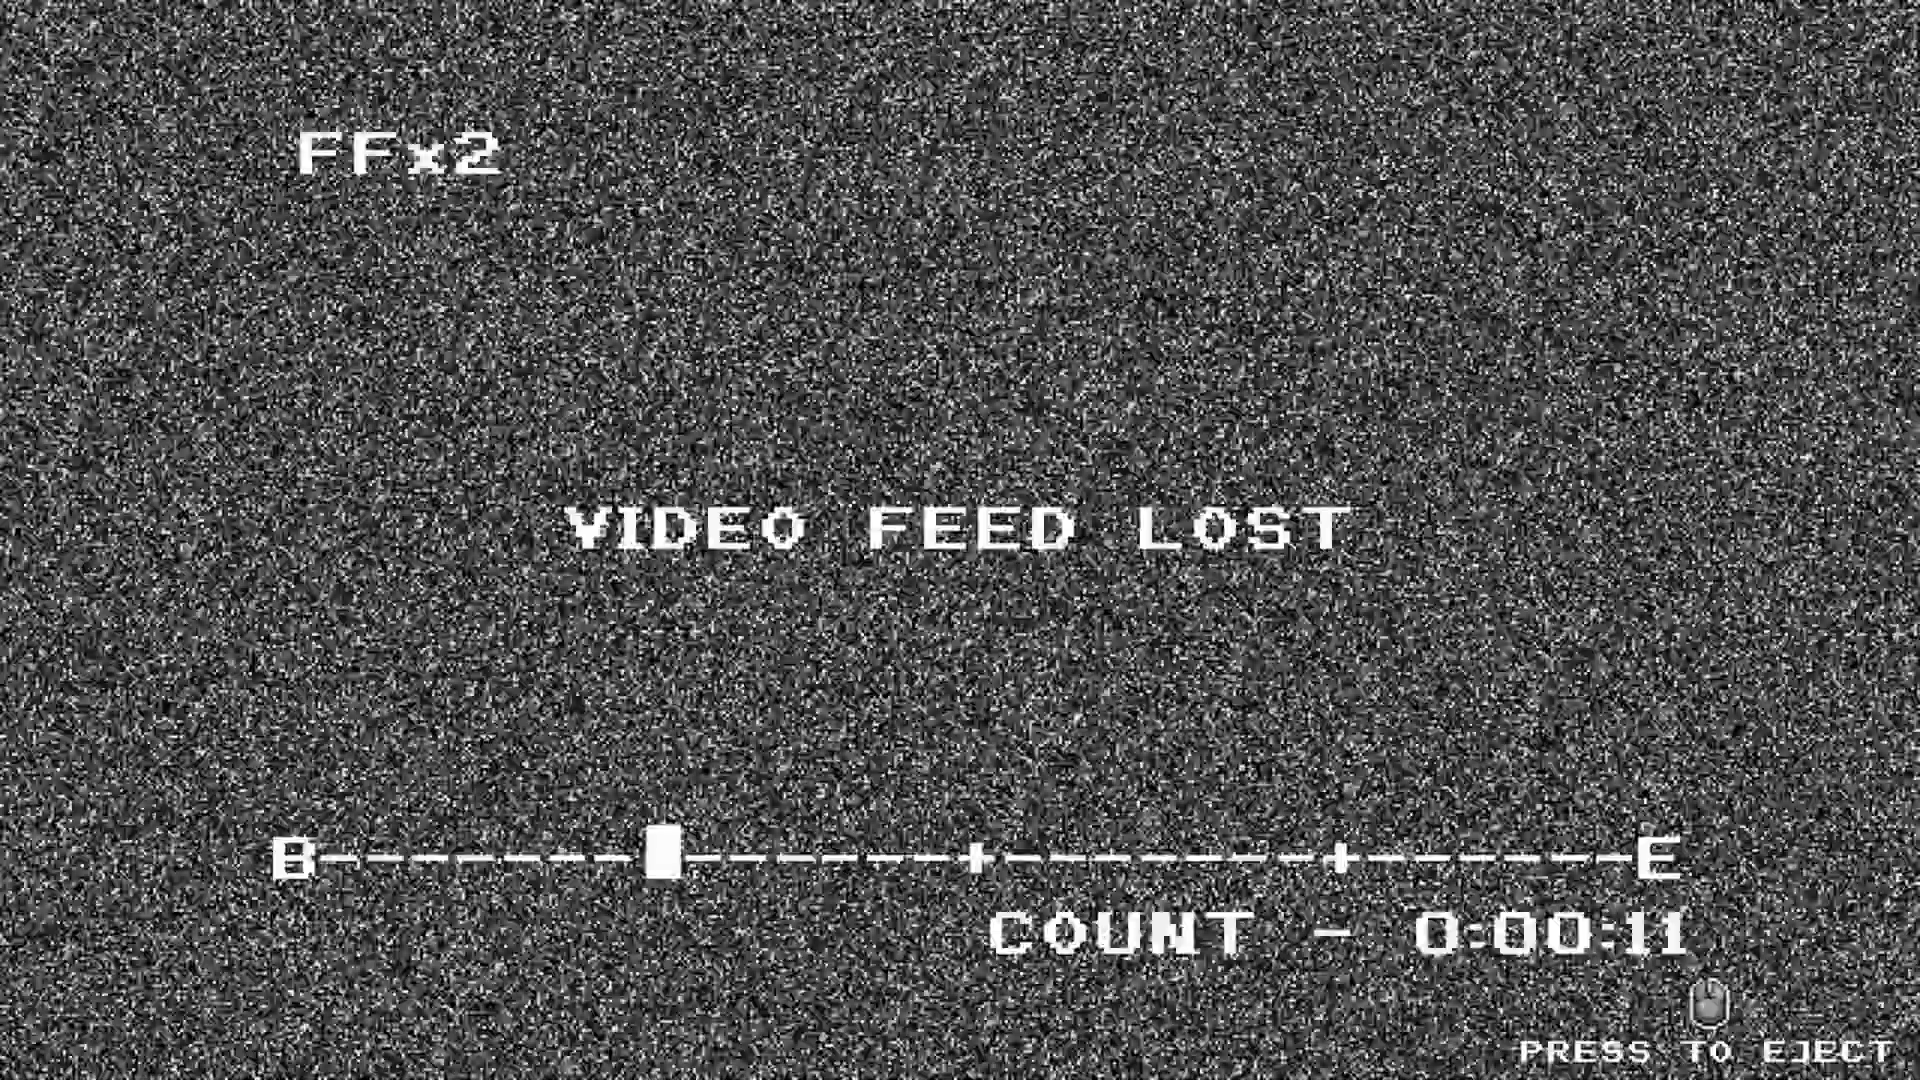 FFx2
VIDEO FEED LOST
B E
COUNT - 0:00:11
PRESS TO EJECT